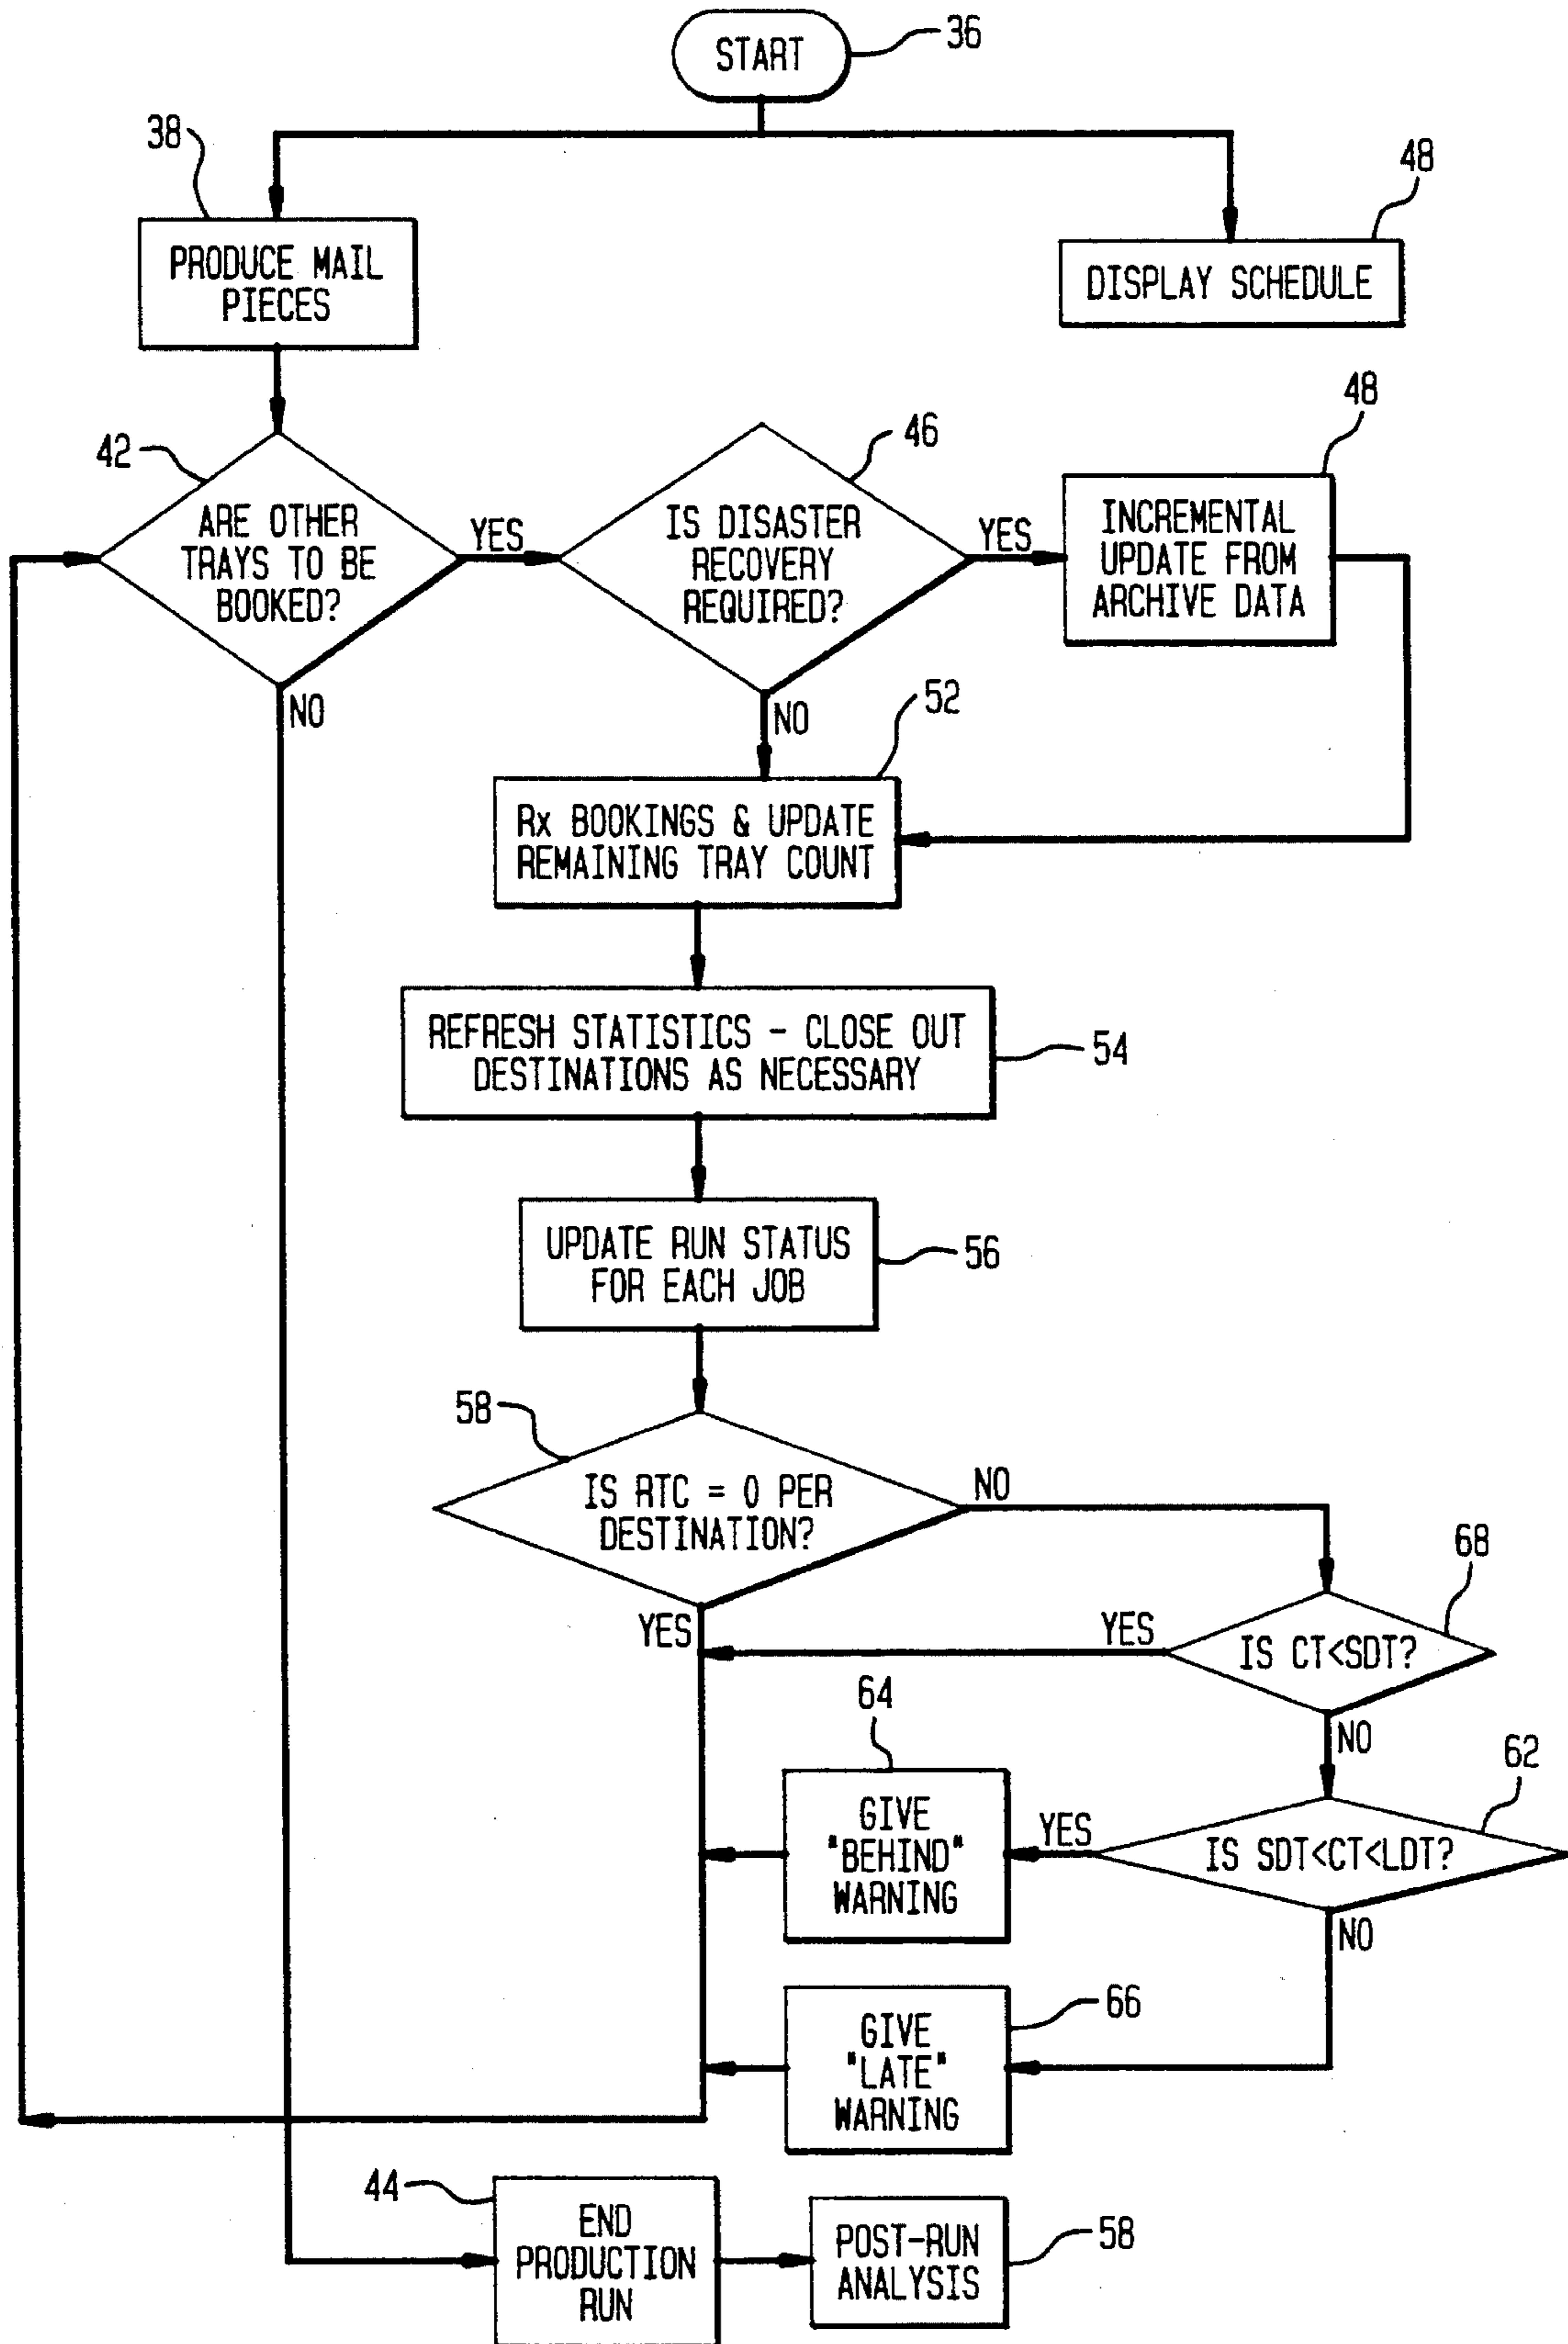 START
36
38
PRODUCE MAIL
PIECES
48
DISPLAY SCHEDULE
42
ARE OTHER
TRAYS TO BE
BOOKED?
YES
NO
46
IS DISASTER
RECOVERY
REQUIRED?
YES
NO
48
INCREMENTAL
UPDATE FROM
ARCHIVE DATA
52
Rx BOOKINGS & UPDATE
REMAINING TRAY COUNT
REFRESH STATISTICS - CLOSE OUT
DESTINATIONS AS NECESSARY
54
UPDATE RUN STATUS
FOR EACH JOB
56
58
IS RTC = 0 PER
DESTINATION?
NO
YES
68
IS CT<SDT?
YES
NO
62
IS SDT<CT<LDT?
YES
NO
64
GIVE
"BEHIND"
WARNING
66
GIVE
"LATE"
WARNING
44
END
PRODUCTION
RUN
POST-RUN
ANALYSIS
58